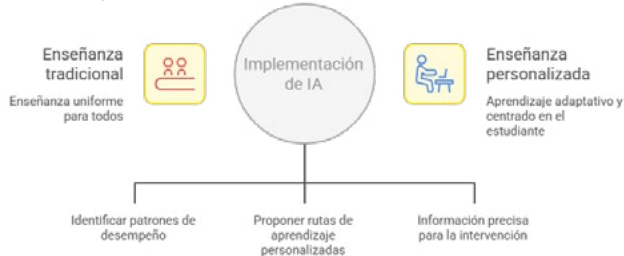 Enseñanza
tradicional
Enseñanza uniforme
para todos
Implementación
de IA
Enseñanza
personalizada
Aprendizaje adaptativo y
centrado en el
estudiante
Identificar patrones de
desempeño
Proponer rutas de
aprendizaje
personalizadas
Información precisa
para la intervención